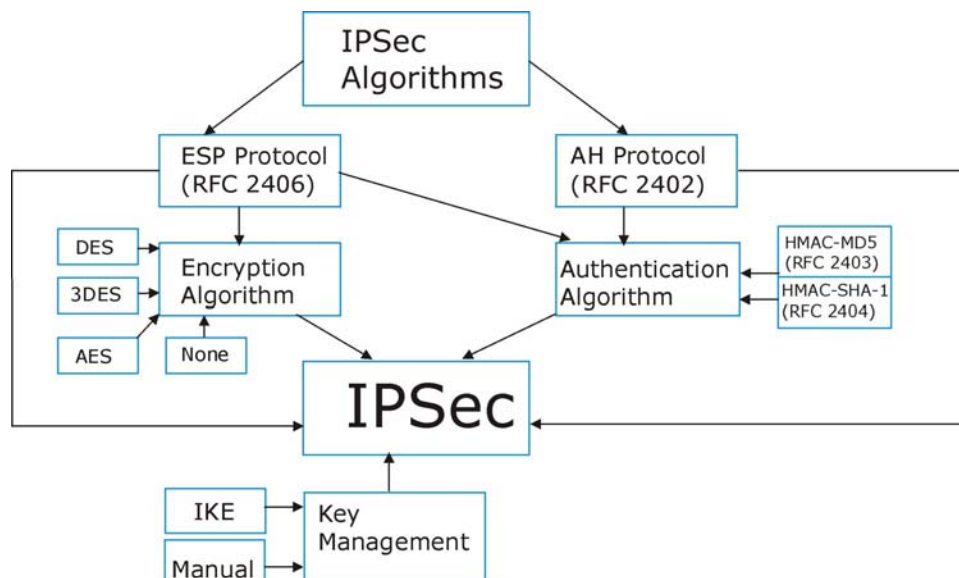 IPSec
Algorithms
ESP Protocol
(RFC 2406)
AH Protocol
(RFC 2402)
DES
3DES
AES
None
Encryption
Algorithm
Authentication
Algorithm
HMAC-MD5
(RFC 2403)
HMAC-SHA-1
(RFC 2404)
IPSec
IKE
Manual
Key
Management